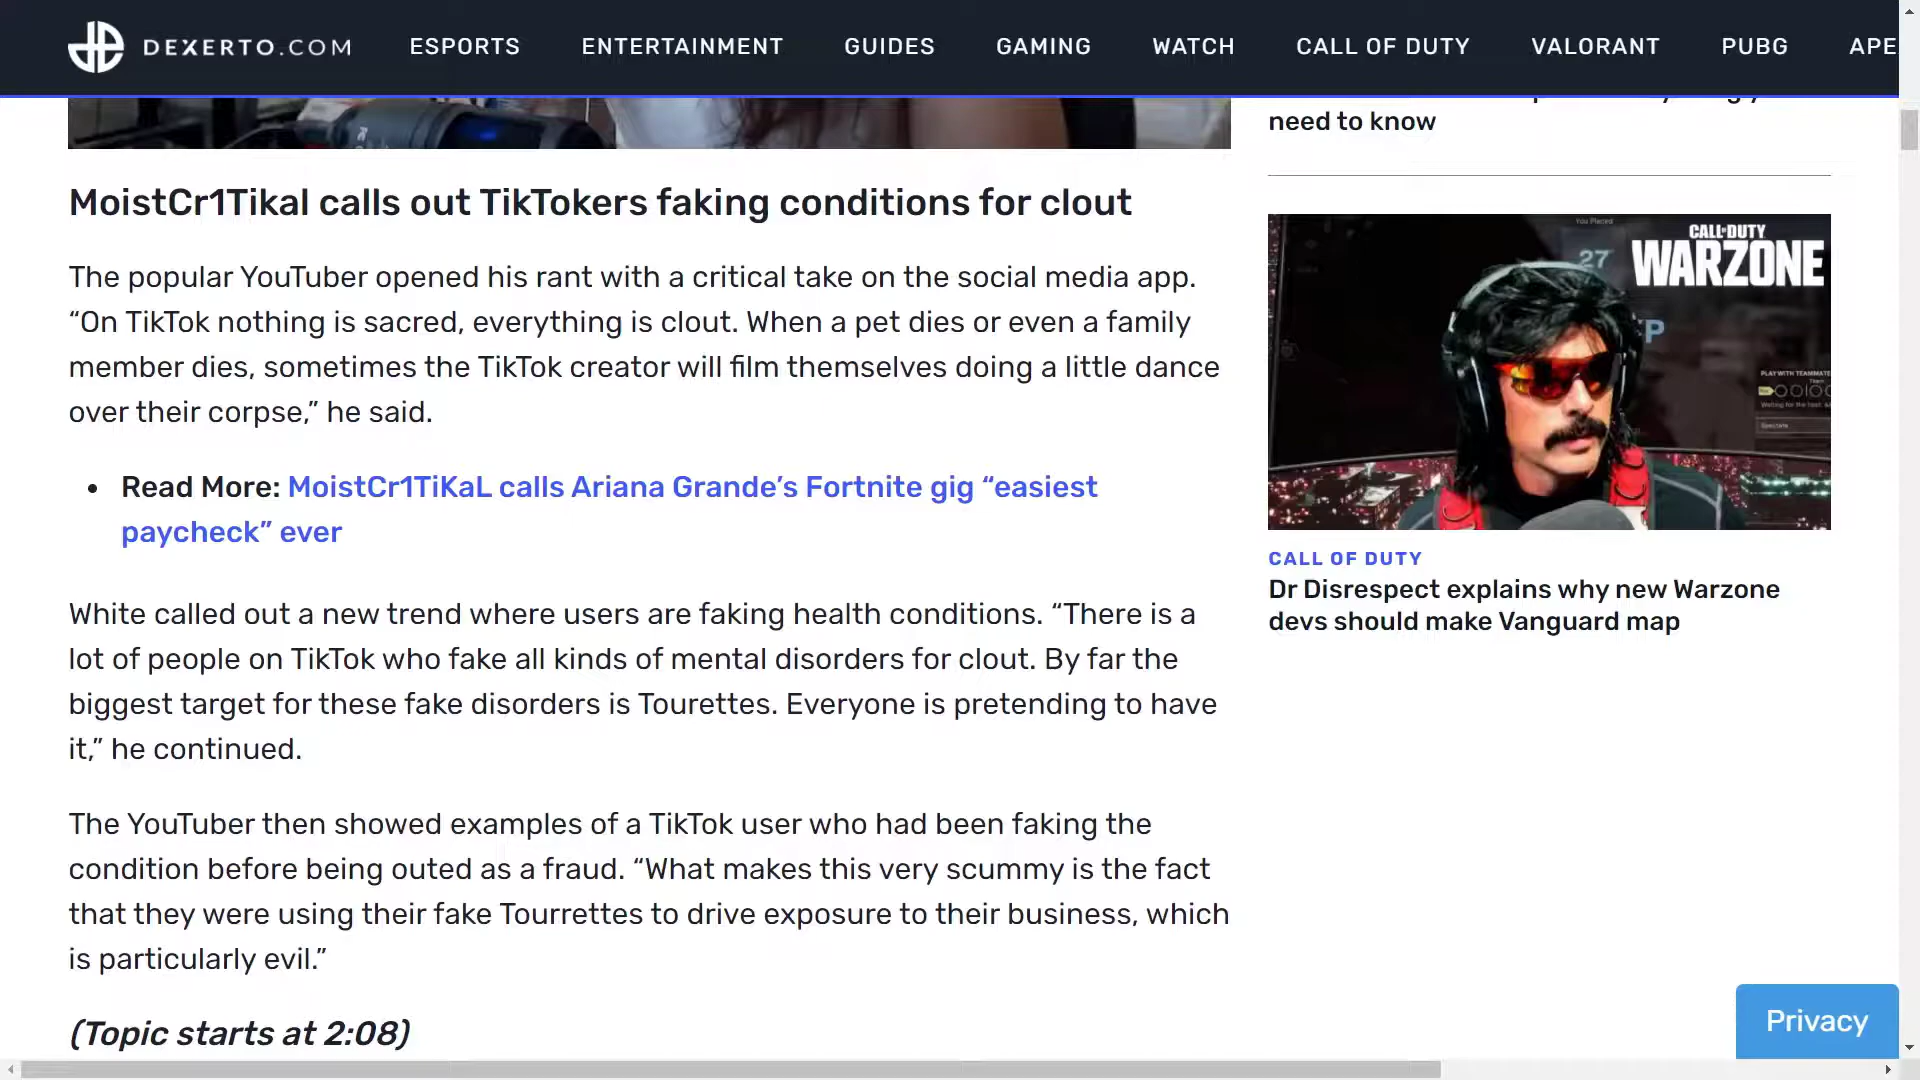 DEXERTO.COM
ESPORTS
ENTERTAINMENT
GUIDES
GAMING
WATCH
CALL OF DUTY
VALORANT
PUBG
APE
need to know
MoistCr1Tikal calls out TikTokers faking conditions for clout
The popular YouTuber opened his rant with a critical take on the social media app.
“On TikTok nothing is sacred, everything is clout. When a pet dies or even a family
member dies, sometimes the TikTok creator will film themselves doing a little dance
over their corpse,” he said.
• Read More: MoistCr1TiKaL calls Ariana Grande’s Fortnite gig “easiest
paycheck” ever
White called out a new trend where users are faking health conditions. “There is a
lot of people on TikTok who fake all kinds of mental disorders for clout. By far the
biggest target for these fake disorders is Tourettes. Everyone is pretending to have
it,” he continued.
The YouTuber then showed examples of a TikTok user who had been faking the
condition before being outed as a fraud. “What makes this very scummy is the fact
that they were using their fake Tourrettes to drive exposure to their business, which
is particularly evil.”
(Topic starts at 2:08)
You Placed
27
CALL OF DUTY
WARZONE
PLAY WITH TEAMMATE
CALL OF DUTY
Dr Disrespect explains why new Warzone
devs should make Vanguard map
Privacy